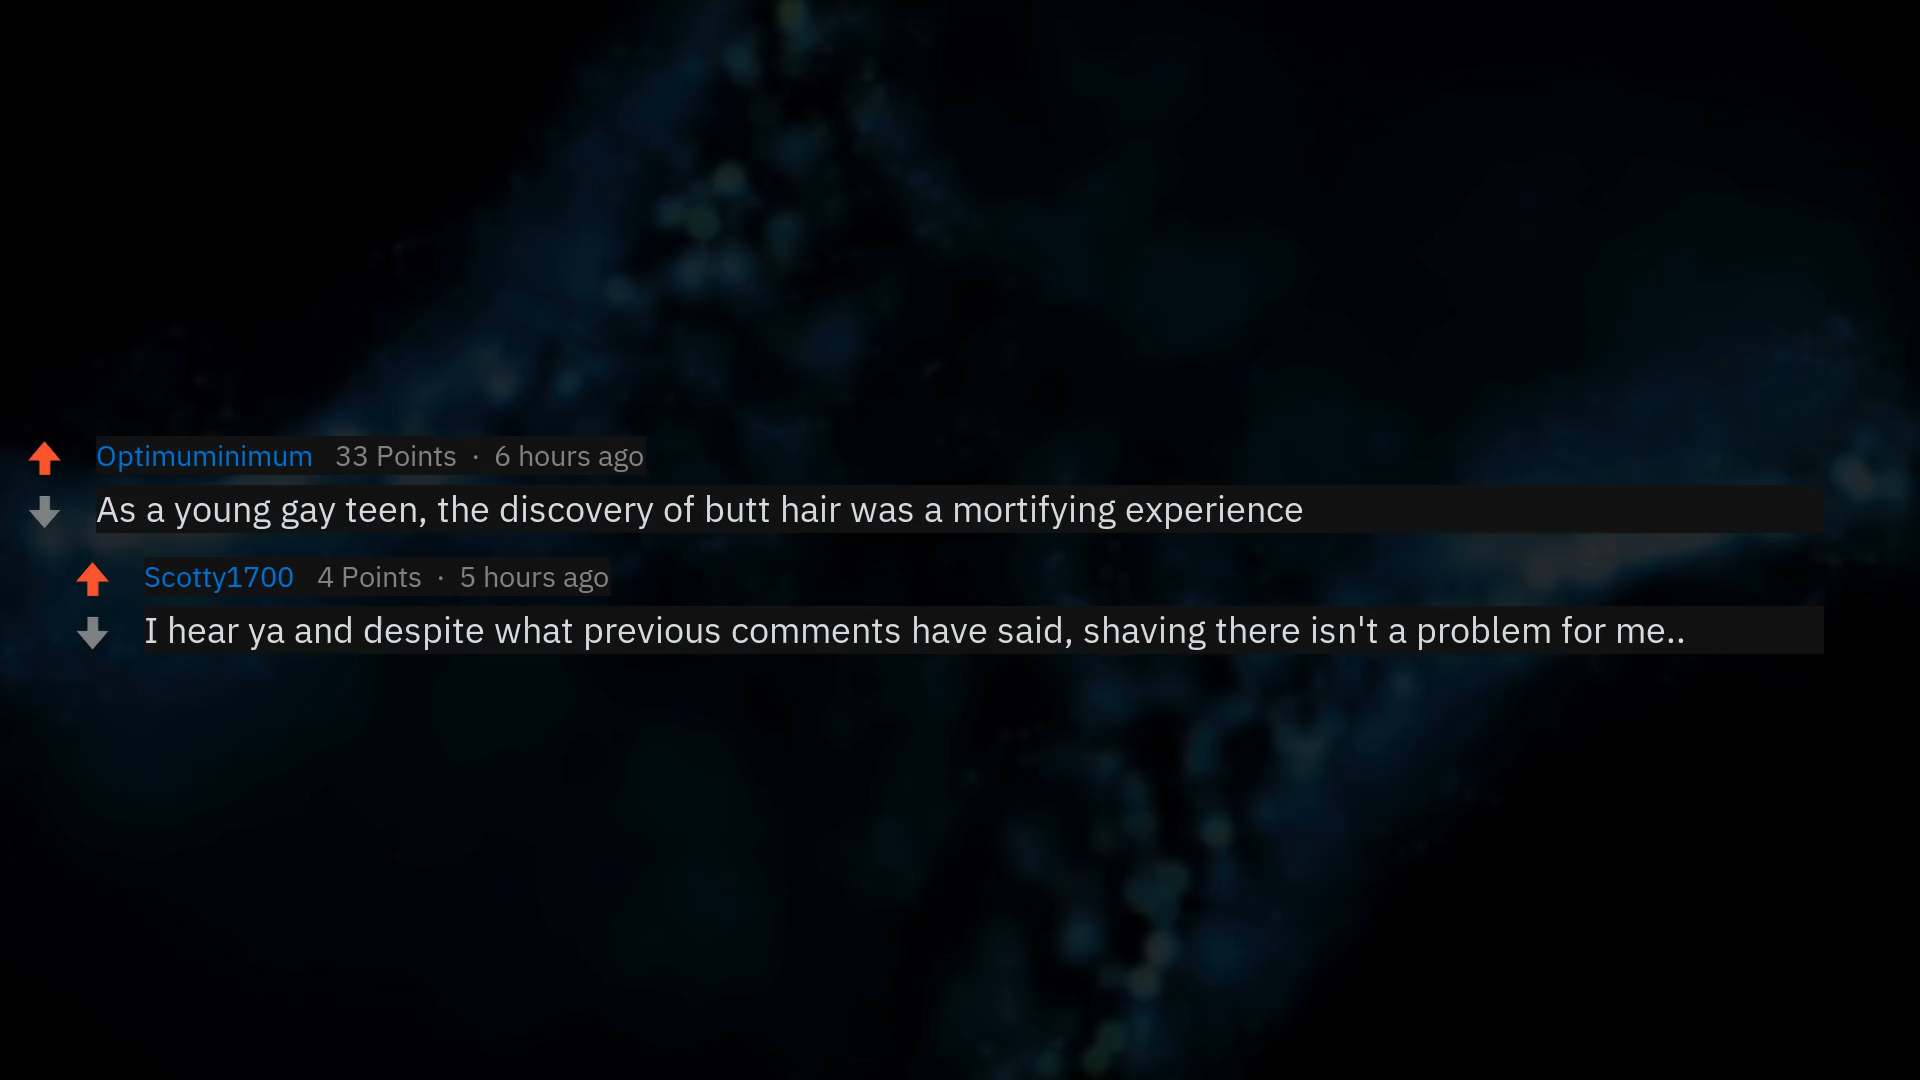 Optimuminimum 33 Points · 6 hours ago
As a young gay teen, the discovery of butt hair was a mortifying experience
Scotty1700 4 Points · 5 hours ago
I hear ya and despite what previous comments have said, shaving there isn't a problem for me..